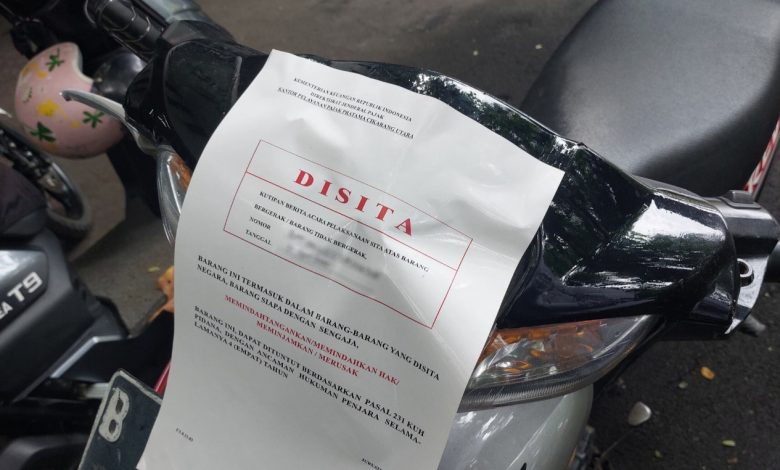 KEMENTERIAN KEUANGAN REPUBLIK INDONESIA
DIREKTORAT JENDERAL PAJAK
KANTOR PELAYANAN PAJAK PRATAMA CIKARANG UTARA
DISITA
KUTIPAN BERITA ACARA PELAKSANAAN SITA ATAS BARANG
BERGERAK / BARANG TIDAK BERGERAK.
NOMOR
TANGGAL
BARANG INI TERMASUK DALAM BARANG-BARANG YANG DISITA
NEGARA, BARANG SIAPA DENGAN SENGAJA,
MEMINDAHTANGANKAN/MEMINDAHKAN HAK/
MEMINJAMKAN / MERUSAK
BARANG INI DAPAT DITUNTUT BERDASARKAN PASAL 231 KUH
PIDANA, DENGAN ANCAMAN HUKUMAN PENJARA SELAMA-
LAMANYA 4 (EMPAT) TAHUN
T9
B